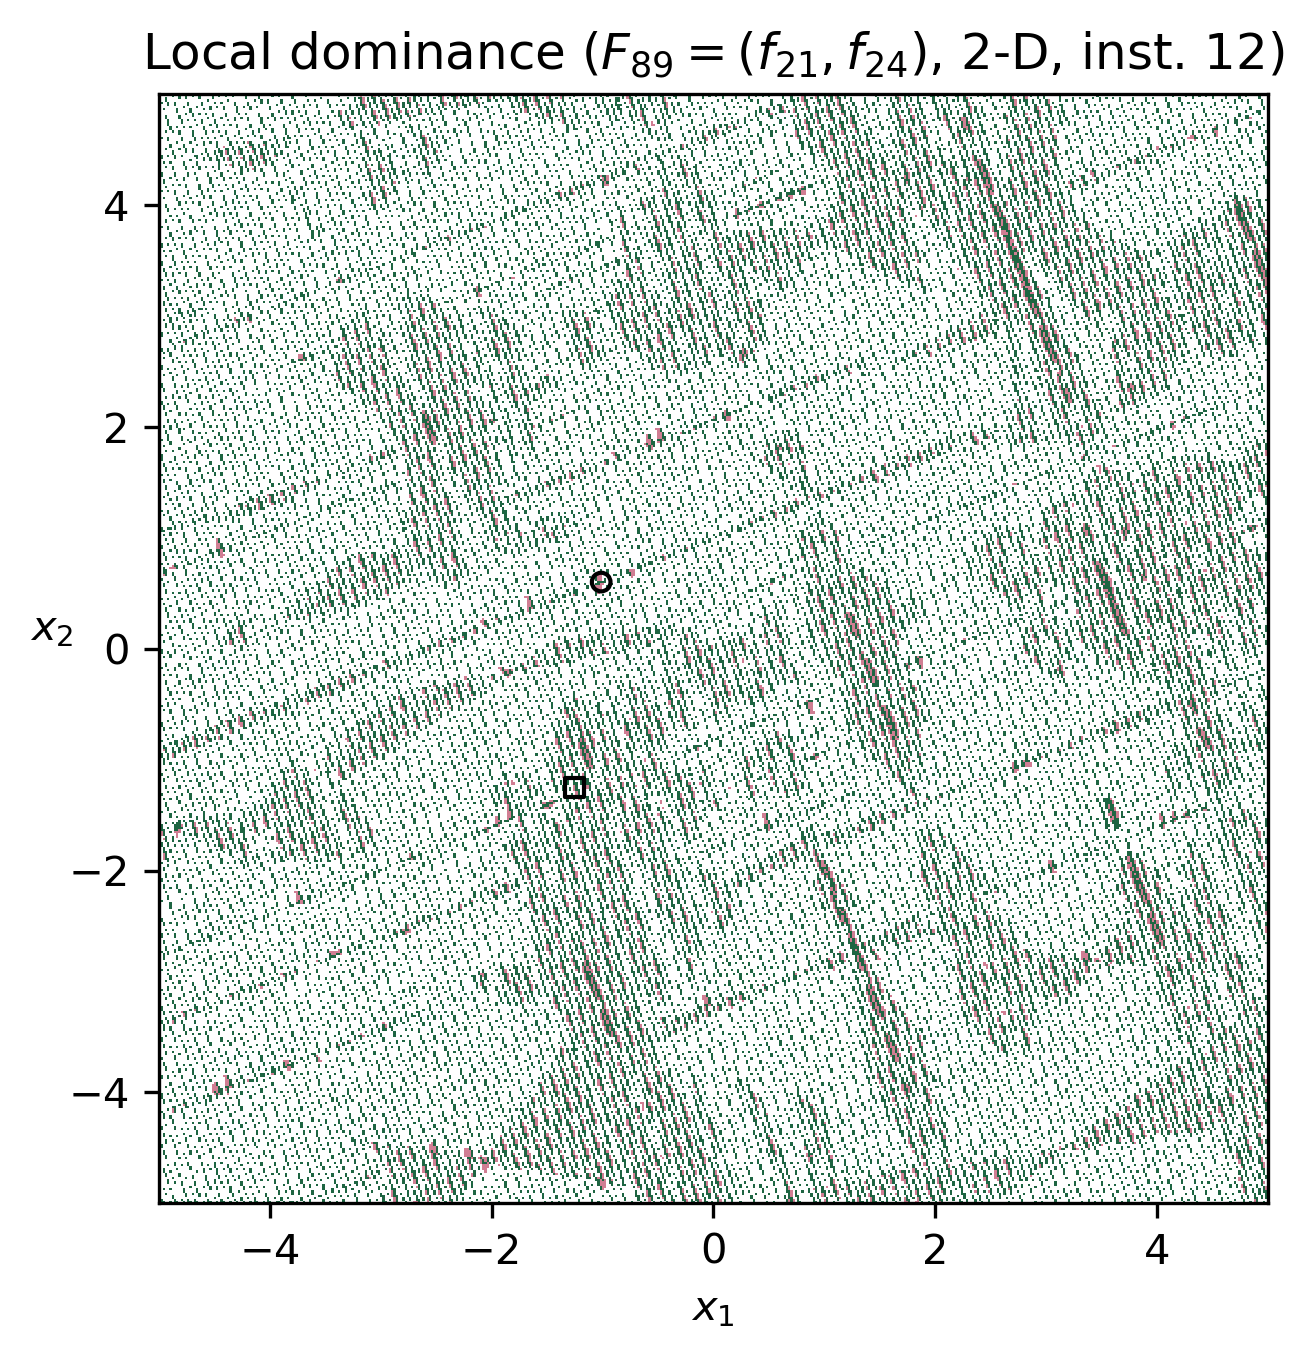 Local dominance (F₈₉ = (f₂₁, f₂₄), 2-D, inst. 12)
4
2
x₂
0
−2
−4
−4 −2 0 2 4
x₁